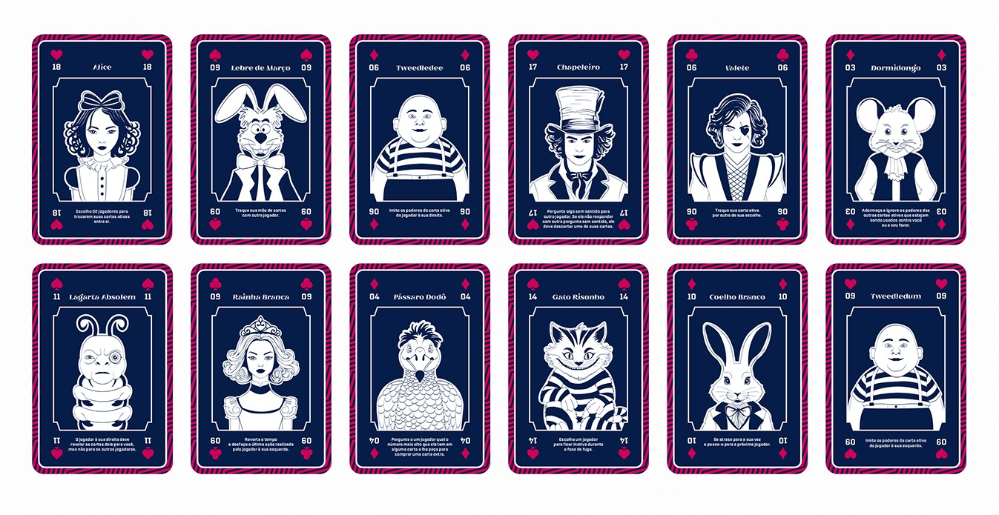 18 Alice 18
Escolha 02 jogadores para
trocarem suas cartas ativas
entre si.
18 18
09 Lebre de Março 09
Troque sua mão de cartas
com outro jogador.
09 09
06 Tweedledee 06
Imite os poderes da carta ativa
do jogador à sua direita.
06 06
17 Chapeleiro 17
Pergunte algo sem sentido para
outro jogador. Se ele não responder
com outra pergunta sem sentido, ele
deve descartar uma de suas cartas.
17 17
06 Valete 06
Troque sua carta ativa
por outra de sua escolha.
06 06
03 Dormidongo 03
Adormeça e ignore os poderes das
outras cartas ativas que estejam
sendo usados contra você
ou a seu favor.
03 03
11 Lagarta Absolem 11
O jogador à sua direita deve
revelar as cartas dele para você,
mas não para os outros jogadores.
11 11
09 Rainha Branca 09
Reverta o tempo
e desfaça a última ação realizada
pelo jogador à sua esquerda.
09 09
04 Pássaro Dodô 04
Pergunte a um jogador qual o
número mais alto que ele tem em
alguma carta e lhe peça para
comprar uma carta extra.
04 04
14 Gato Risonho 14
Escolha um jogador
para ficar inativo durante
a fase de fuga.
14 14
10 Coelho Branco 10
Se atrase para a sua vez
e passe-a para o próximo jogador.
10 10
09 Tweedledum 09
Imite os poderes da carta ativa
do jogador à sua esquerda.
09 09